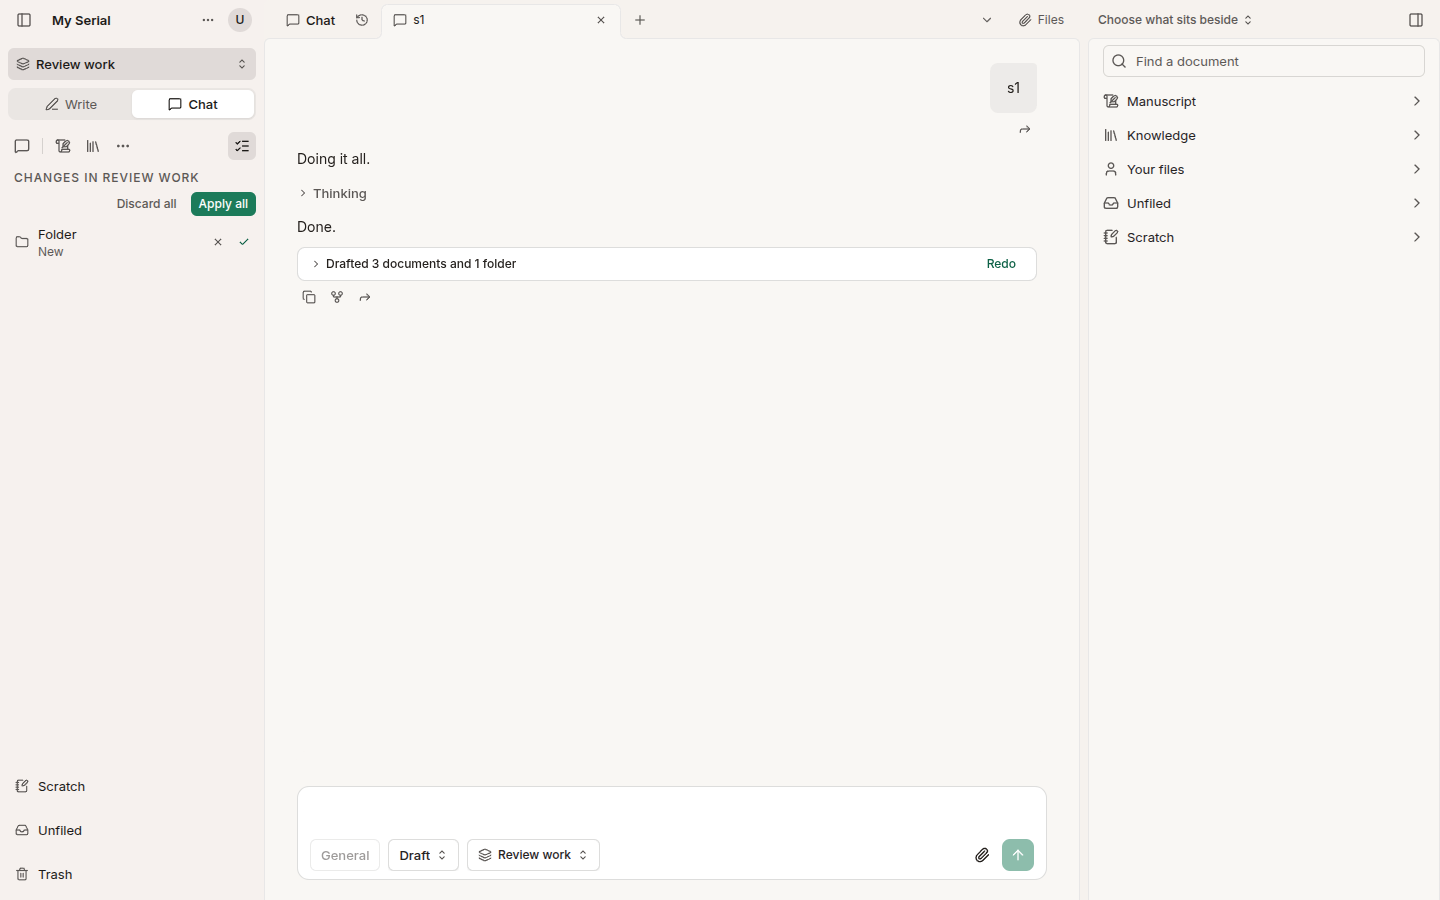 My Serial
U
Review work
Write
Chat
CHANGES IN REVIEW WORK
Discard all
Apply all
Folder
New
Scratch
Unfiled
Trash
Chat
s1
Files
s1
Doing it all.
Thinking
Done.
Drafted 3 documents and 1 folder
Redo
General
Draft
Review work
Choose what sits beside
Find a document
Manuscript
Knowledge
Your files
Unfiled
Scratch